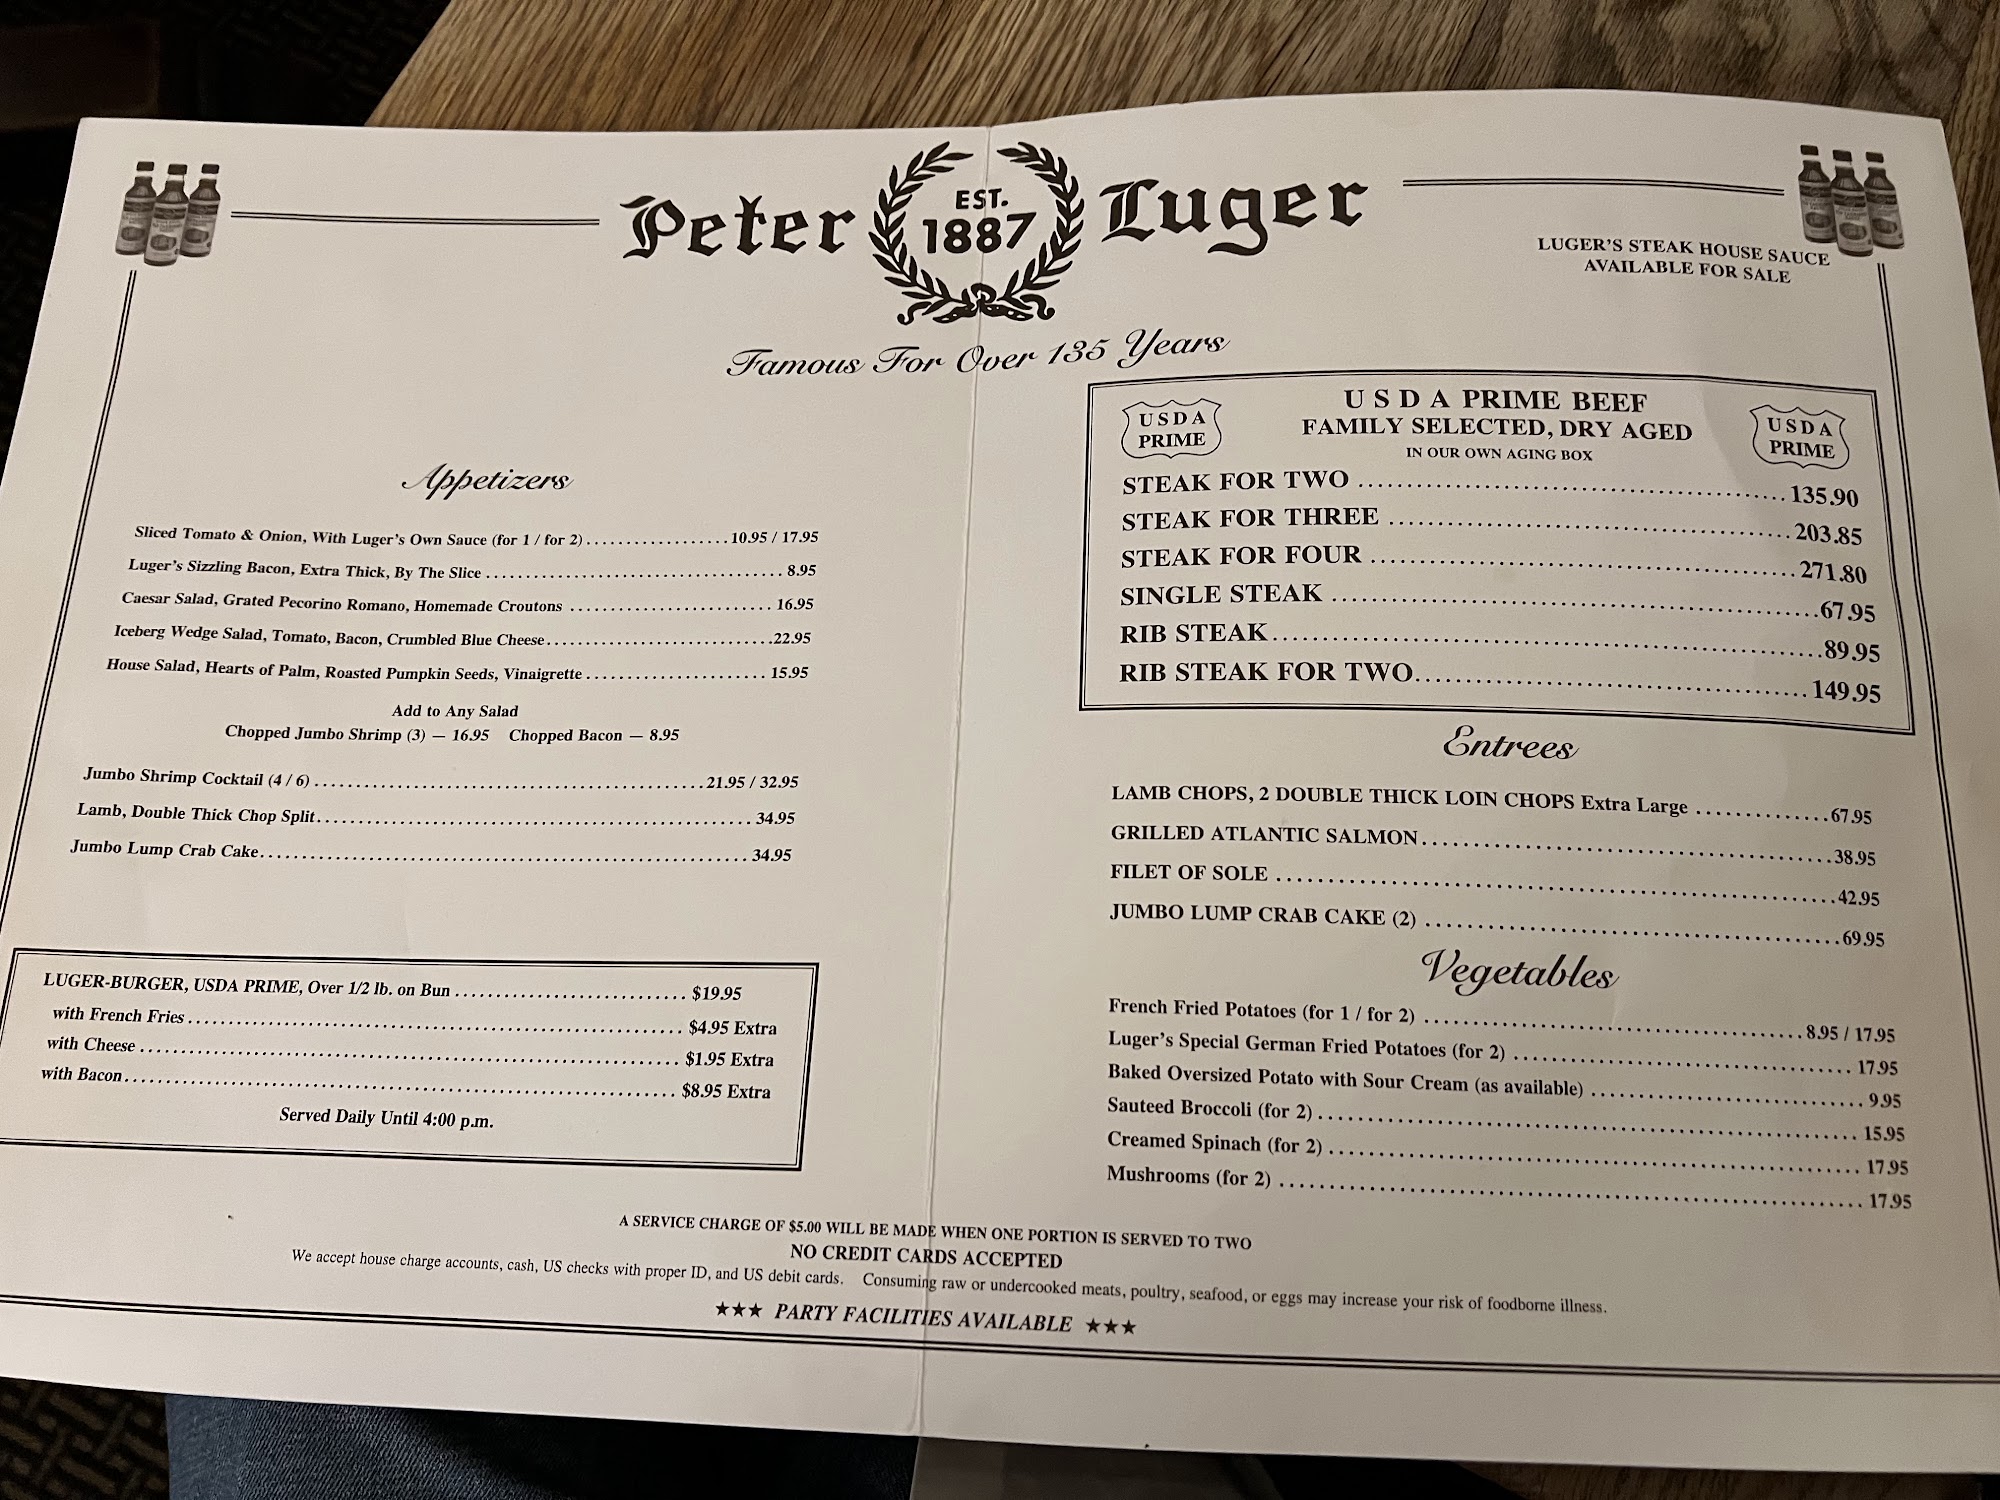 Peter EST. 1887 Luger
LUGER'S STEAK HOUSE SAUCE
AVAILABLE FOR SALE
Famous For Over 135 Years
Appetizers
Sliced Tomato & Onion, With Luger's Own Sauce (for 1 / for 2) 10.95 / 17.95
Luger's Sizzling Bacon, Extra Thick, By The Slice 8.95
Caesar Salad, Grated Pecorino Romano, Homemade Croutons 16.95
Iceberg Wedge Salad, Tomato, Bacon, Crumbled Blue Cheese 22.95
House Salad, Hearts of Palm, Roasted Pumpkin Seeds, Vinaigrette 15.95
Add to Any Salad
Chopped Jumbo Shrimp (3) — 16.95 Chopped Bacon — 8.95
Jumbo Shrimp Cocktail (4 / 6) 21.95 / 32.95
Lamb, Double Thick Chop Split 34.95
Jumbo Lump Crab Cake 34.95
LUGER-BURGER, USDA PRIME, Over 1/2 lb. on Bun $19.95
with French Fries $4.95 Extra
with Cheese $1.95 Extra
with Bacon $8.95 Extra
Served Daily Until 4:00 p.m.
USDA PRIME
U S D A PRIME BEEF
FAMILY SELECTED, DRY AGED
IN OUR OWN AGING BOX
USDA PRIME
STEAK FOR TWO 135.90
STEAK FOR THREE 203.85
STEAK FOR FOUR 271.80
SINGLE STEAK 67.95
RIB STEAK 89.95
RIB STEAK FOR TWO 149.95
Entrees
LAMB CHOPS, 2 DOUBLE THICK LOIN CHOPS Extra Large 67.95
GRILLED ATLANTIC SALMON 38.95
FILET OF SOLE 42.95
JUMBO LUMP CRAB CAKE (2) 69.95
Vegetables
French Fried Potatoes (for 1 / for 2) 8.95 / 17.95
Luger's Special German Fried Potatoes (for 2) 17.95
Baked Oversized Potato with Sour Cream (as available) 9.95
Sauteed Broccoli (for 2) 15.95
Creamed Spinach (for 2) 17.95
Mushrooms (for 2) 17.95
A SERVICE CHARGE OF $5.00 WILL BE MADE WHEN ONE PORTION IS SERVED TO TWO
NO CREDIT CARDS ACCEPTED
We accept house charge accounts, cash, US checks with proper ID, and US debit cards. Consuming raw or undercooked meats, poultry, seafood, or eggs may increase your risk of foodborne illness.
★★★ PARTY FACILITIES AVAILABLE ★★★